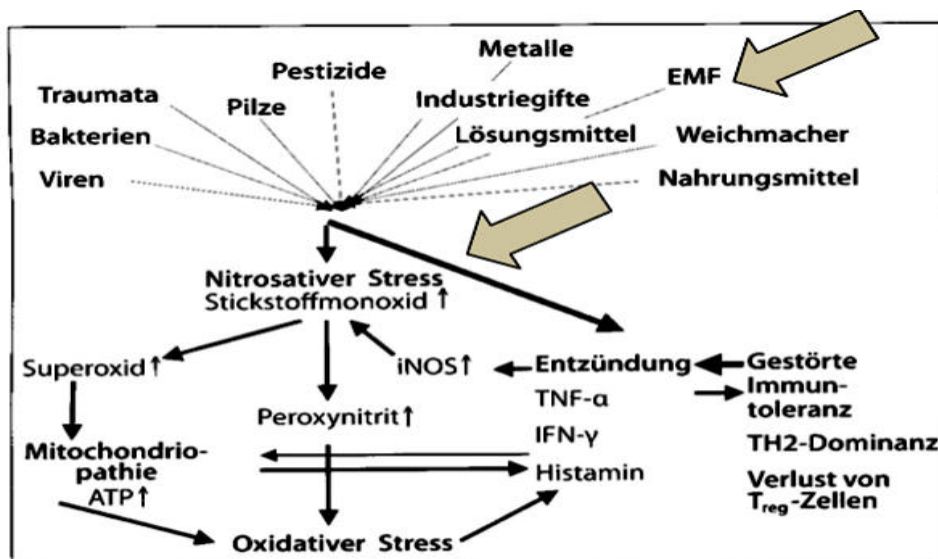 Metalle
Pestizide
EMF
Traumata
Pilze
Industriegifte
Bakterien
Lösungsmittel
Weichmacher
Viren
Nahrungsmittel
Nitrosativer Stress
Stickstoffmonoxid ↑
Superoxid ↑
iNOS ↑
Entzündung
Gestörte
Immun-
toleranz
TNF-α
Peroxynitrit ↑
IFN-γ
TH2-Dominanz
Mitochondrio-
pathie
ATP ↑
Histamin
Verlust von
Treg-Zellen
Oxidativer Stress